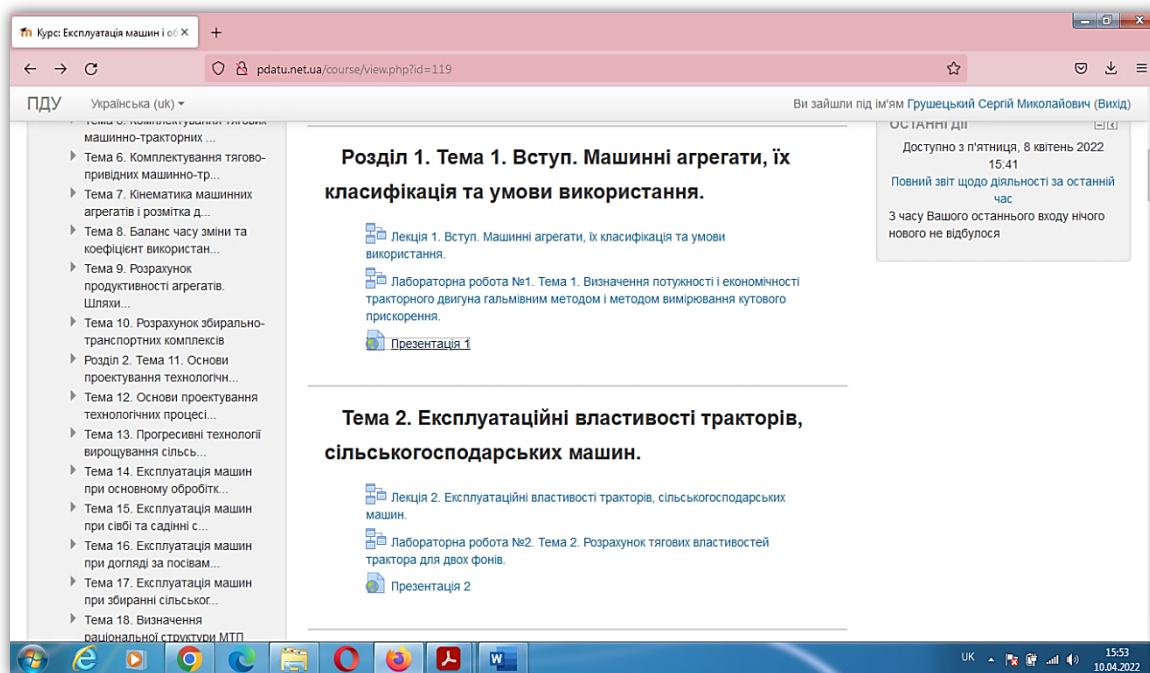 Курс: Експлуатація машин і об
pdatu.net.ua/course/view.php?id=119
ПДУ
Українська (uk)
Ви зайшли під ім'ям Грушецький Сергій Миколайович (Вихід)
Тема 5. Комплектування тягових
машинно-тракторних ...
Тема 6. Комплектування тягово-
привідних машинно-тр...
Тема 7. Кінематика машинних
агрегатів і розмітка д...
Тема 8. Баланс часу зміни та
коефіцієнт використан...
Тема 9. Розрахунок
продуктивності агрегатів.
Шляхи...
Тема 10. Розрахунок збирально-
транспортних комплексів
Розділ 2. Тема 11. Основи
проектування технологічн...
Тема 12. Основи проектування
технологічних процесі...
Тема 13. Прогресивні технології
вирощування сільсь...
Тема 14. Експлуатація машин
при основному обробітк...
Тема 15. Експлуатація машин
при сівбі та садінні с...
Тема 16. Експлуатація машин
при догляді за посівам...
Тема 17. Експлуатація машин
при збиранні сільськог...
Тема 18. Визначення
раціональної структури МТП
Розділ 1. Тема 1. Вступ. Машинні агрегати, їх
класифікація та умови використання.
Лекція 1. Вступ. Машинні агрегати, їх класифікація та умови
використання.
Лабораторна робота №1. Тема 1. Визначення потужності і економічності
тракторного двигуна гальмівним методом і методом вимірювання кутового
прискорення.
Презентація 1
Тема 2. Експлуатаційні властивості тракторів,
сільськогосподарських машин.
Лекція 2. Експлуатаційні властивості тракторів, сільськогосподарських
машин.
Лабораторна робота №2. Тема 2. Розрахунок тягових властивостей
трактора для двох фонів.
Презентація 2
ОСТАННІ ДІЇ
Доступно з п'ятниця, 8 квітень 2022
15:41
Повний звіт щодо діяльності за останній
час
З часу Вашого останнього входу нічого
нового не відбулося
UK
15:53
10.04.2022